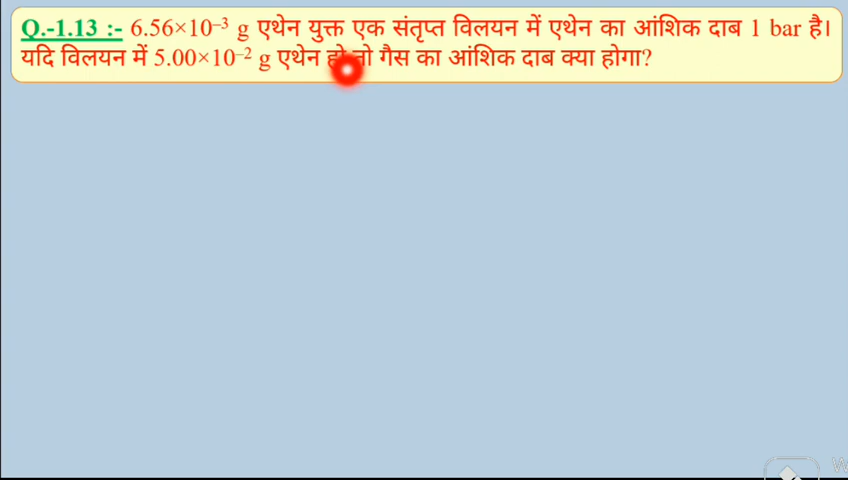 Q.-1.13 :- 6.56×10⁻³ g एथेन युक्त एक संतृप्त विलयन में एथेन का आंशिक दाब 1 bar है।
यदि विलयन में 5.00×10⁻² g एथेन हो तो गैस का आंशिक दाब क्या होगा?